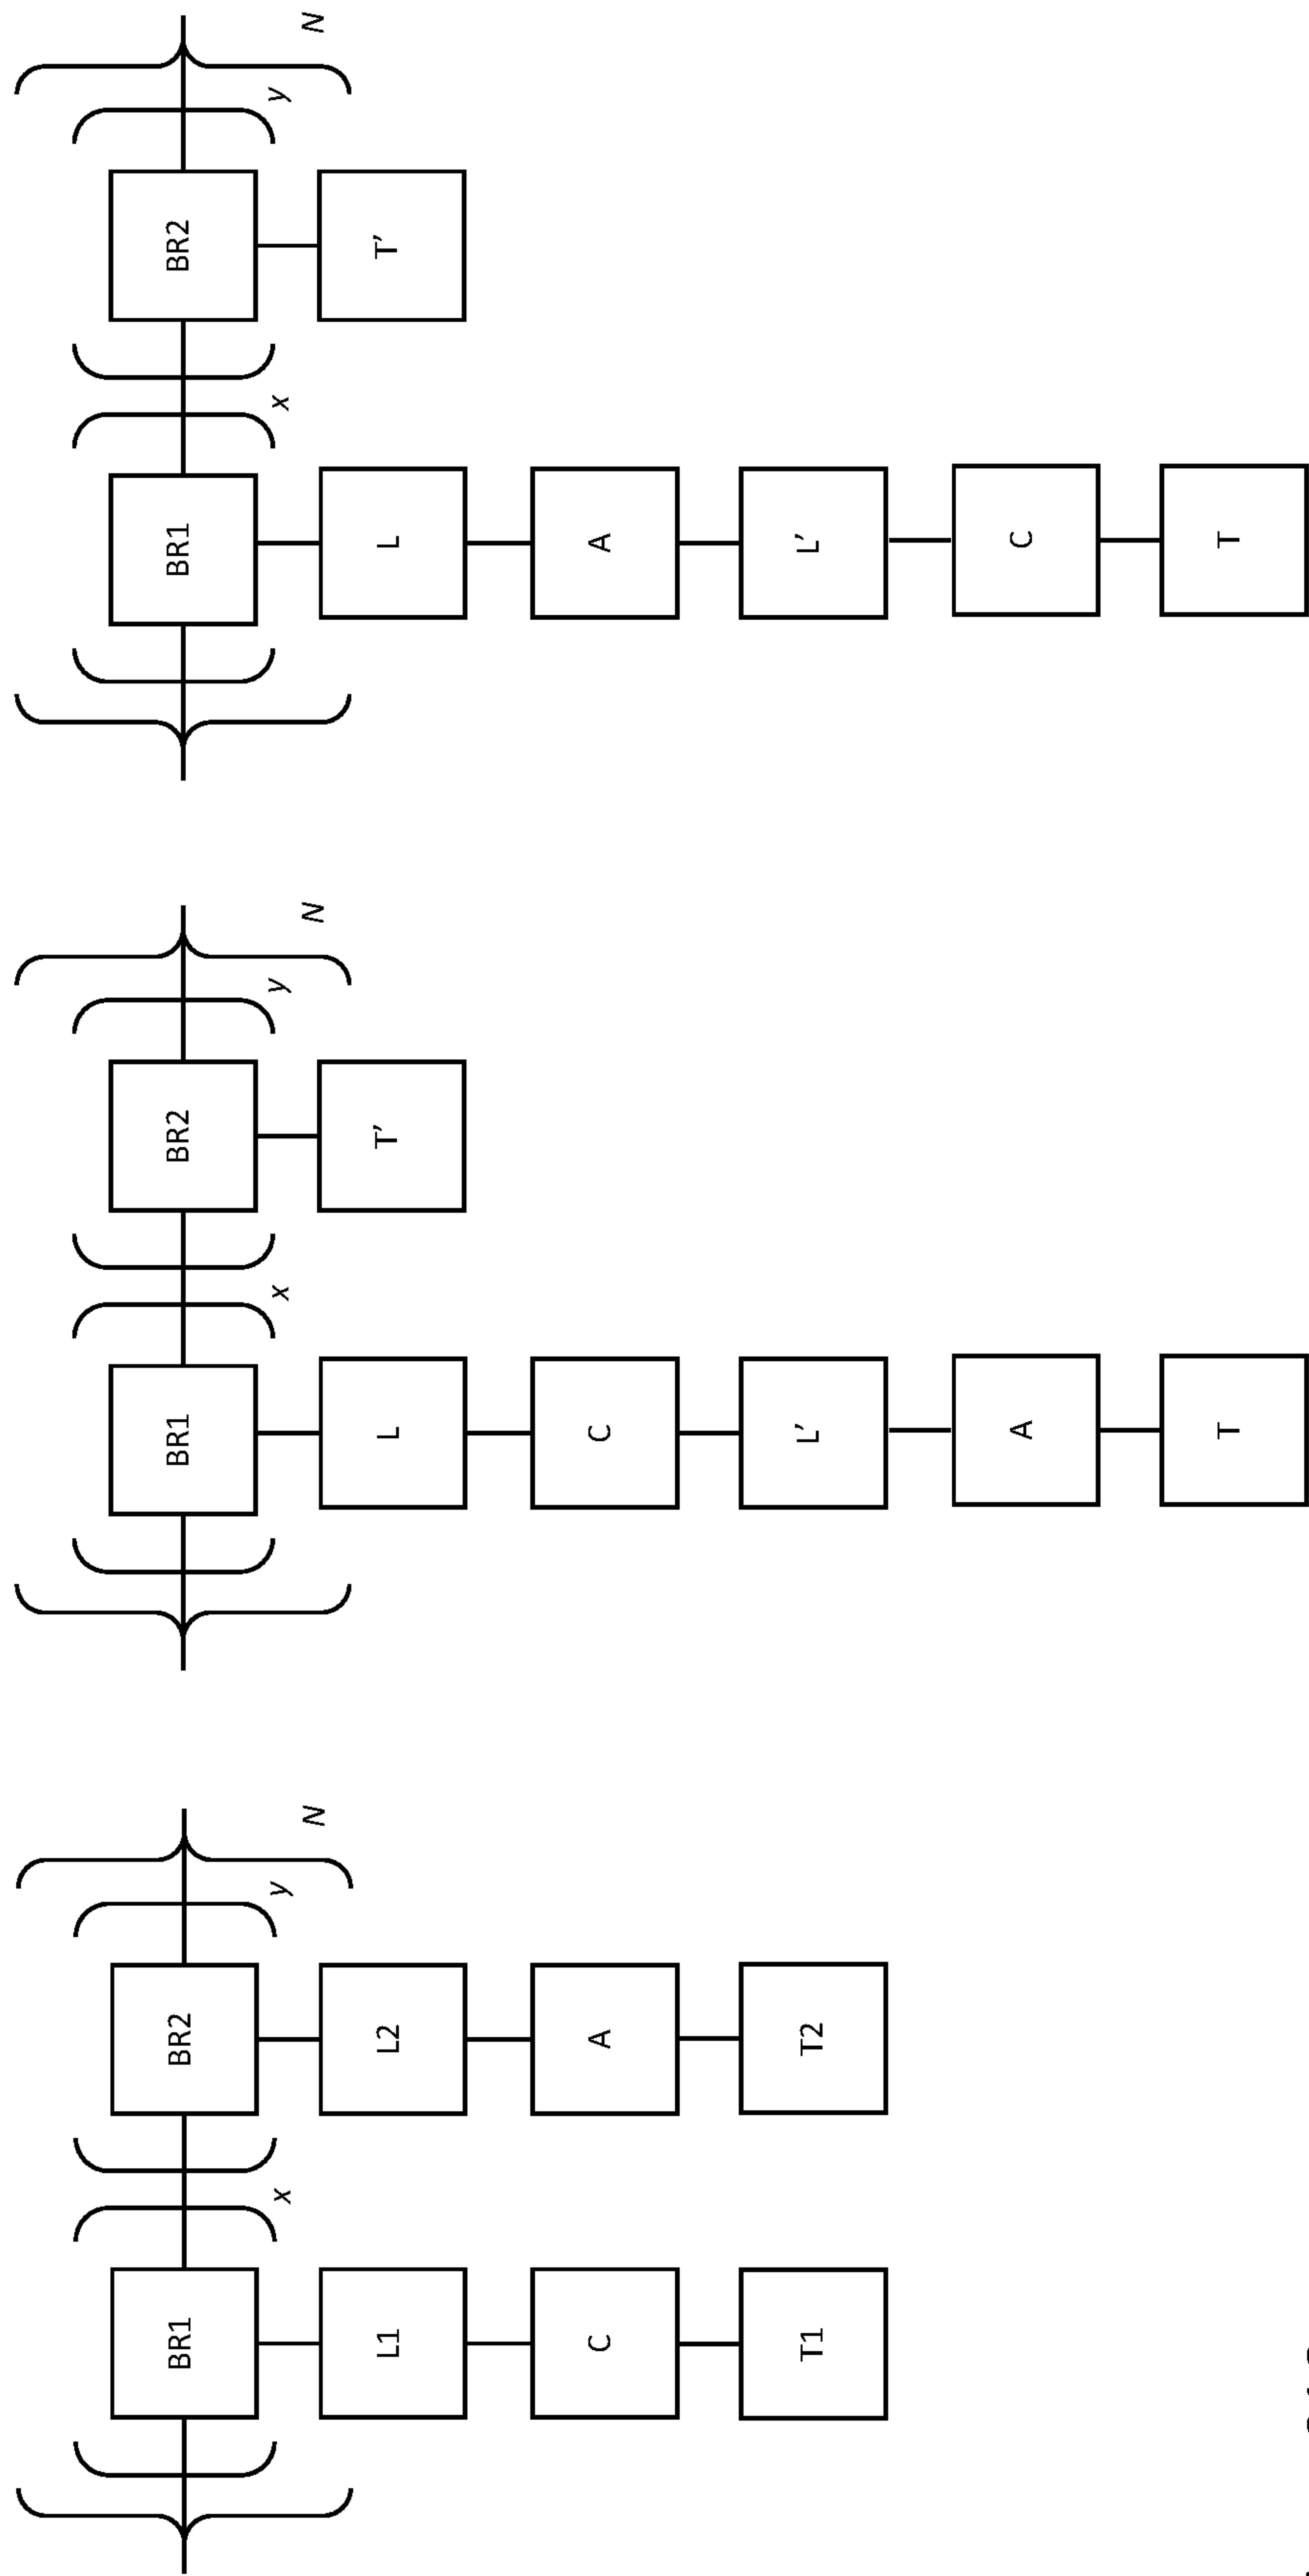 BR1 BR2 BR1 BR2 BR1 BR2
x y x y x y
N N N
L1 L2 L T’ L T’
C A C A
T1 T2 L’ L’
A C
T T